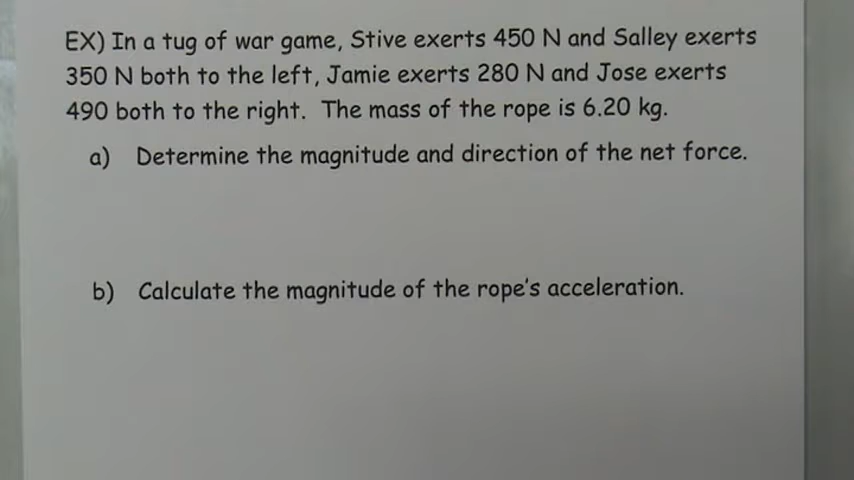 EX) In a tug of war game, Stive exerts 450 N and Salley exerts
350 N both to the left, Jamie exerts 280 N and Jose exerts
490 both to the right. The mass of the rope is 6.20 kg.
a) Determine the magnitude and direction of the net force.
b) Calculate the magnitude of the rope's acceleration.